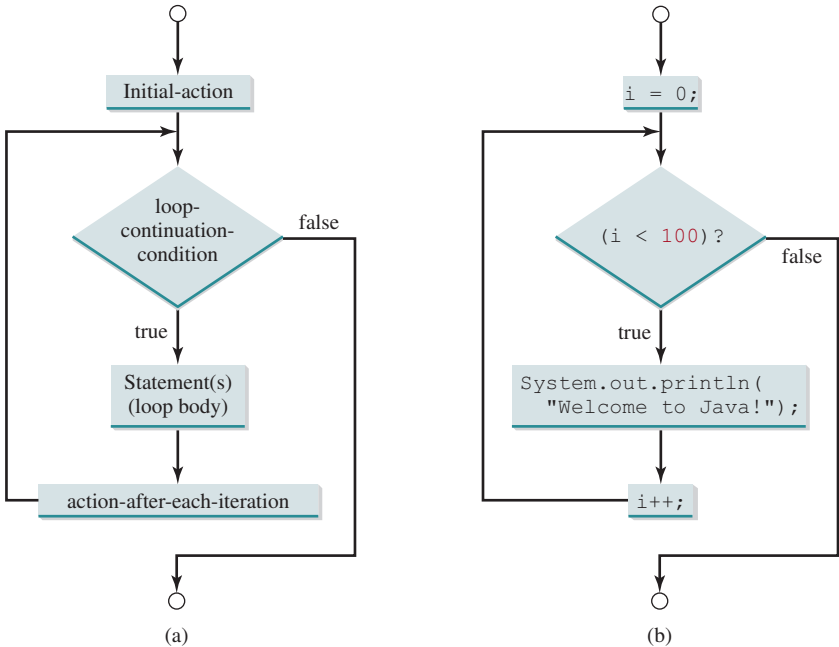 Initial-action
loop-
continuation-
condition
false
true
Statement(s)
(loop body)
action-after-each-iteration
(a)
i = 0;
(i < 100)?
false
true
System.out.println(
"Welcome to Java!");
i++;
(b)